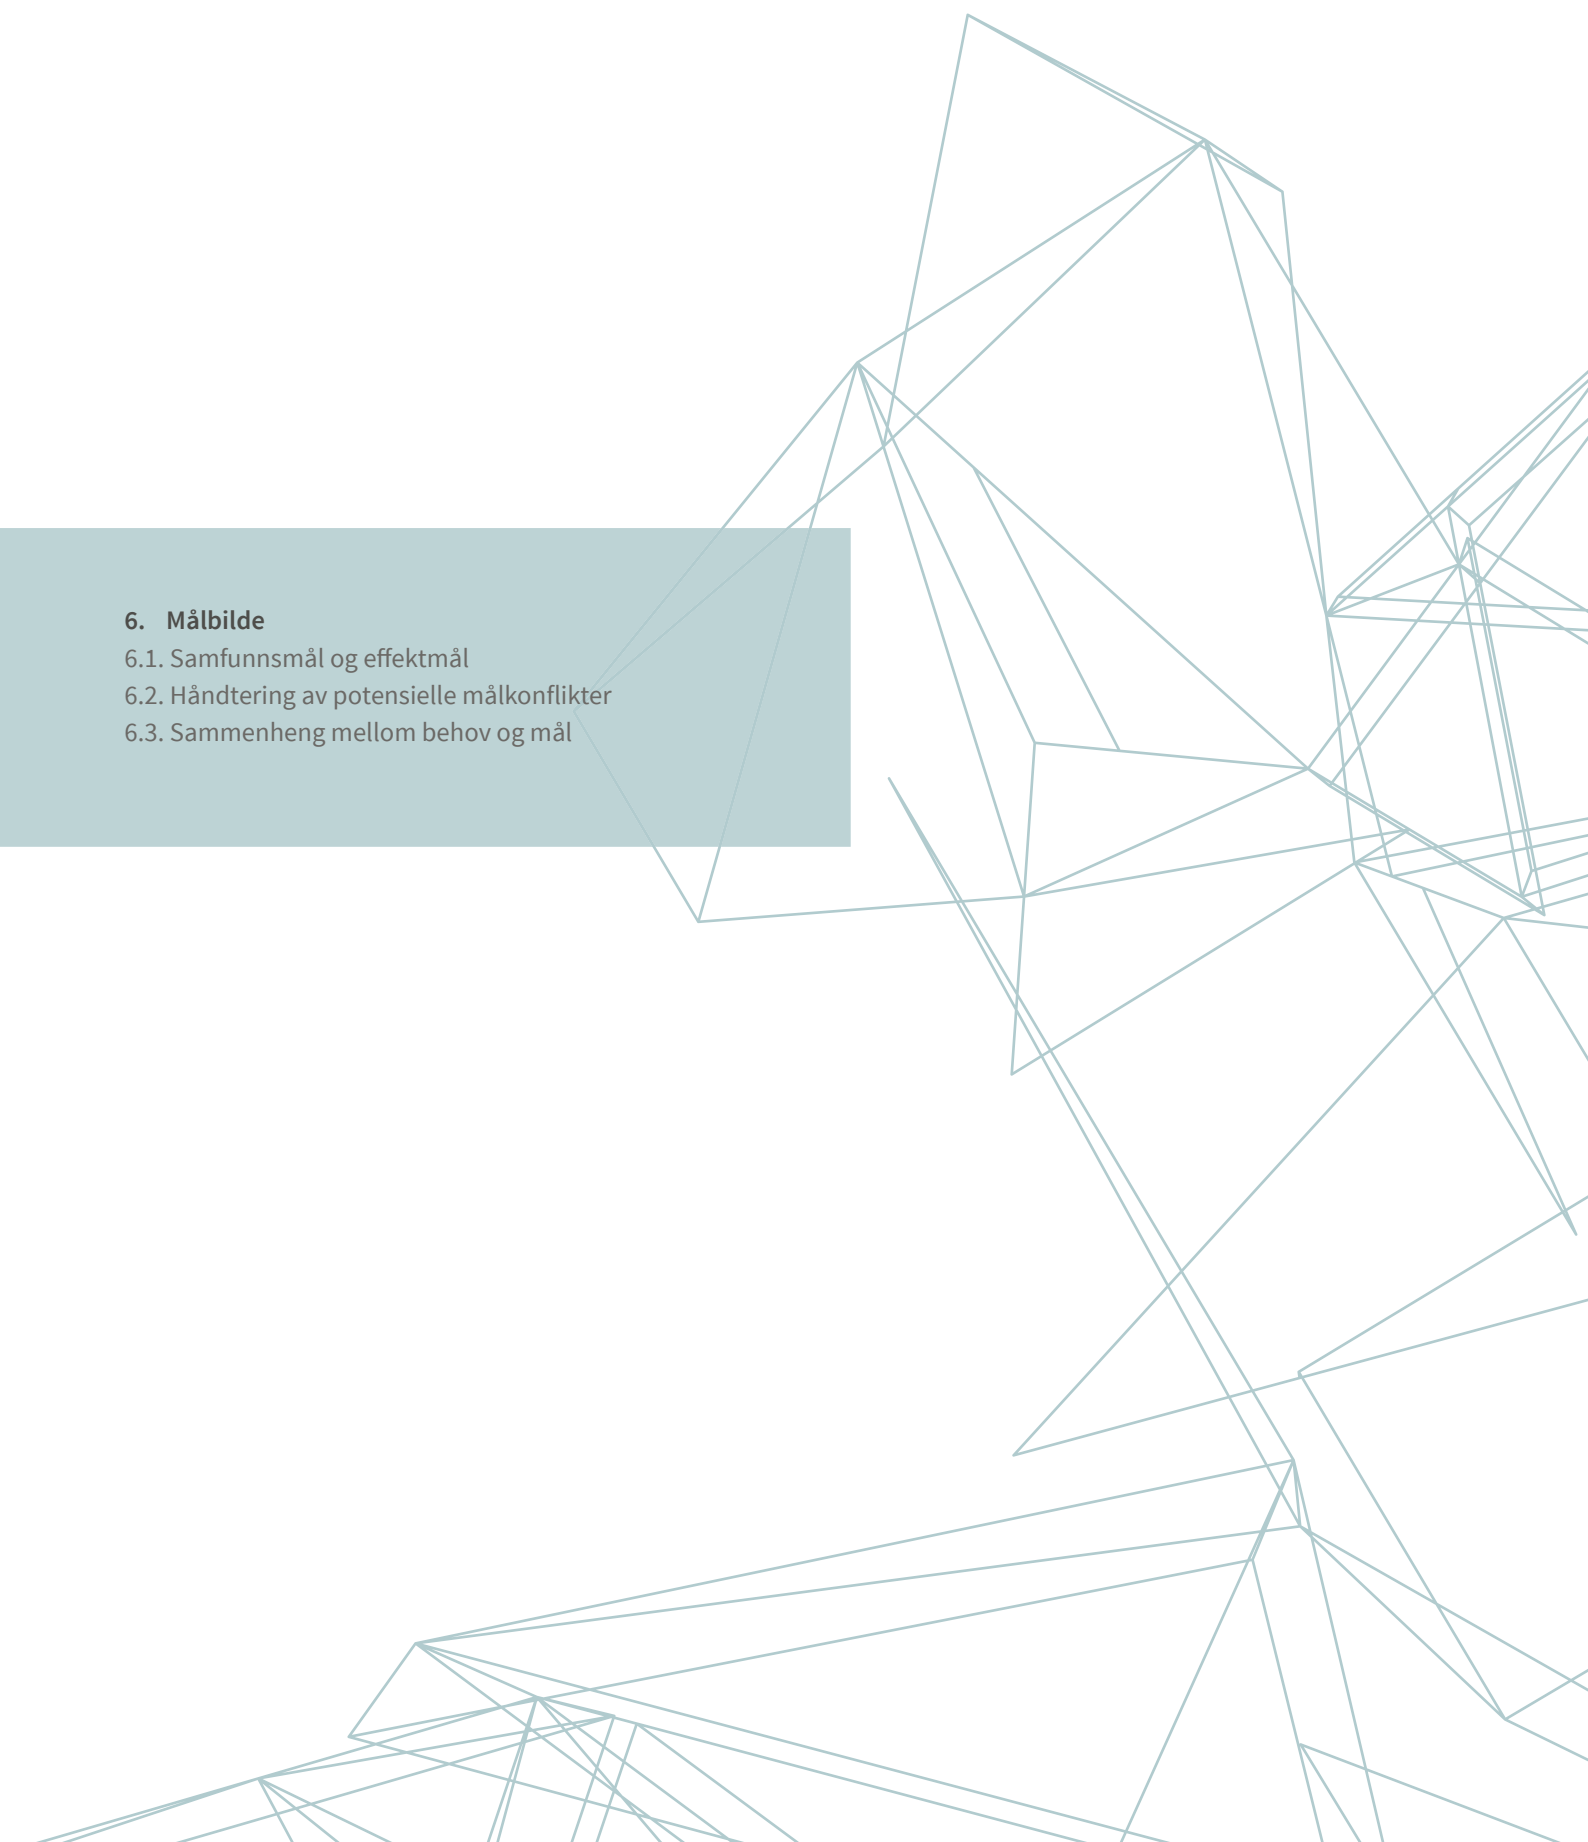 6. Målbilde
6.1. Samfunnsmål og effektmål
6.2. Håndtering av potensielle målkonflikter
6.3. Sammenheng mellom behov og mål